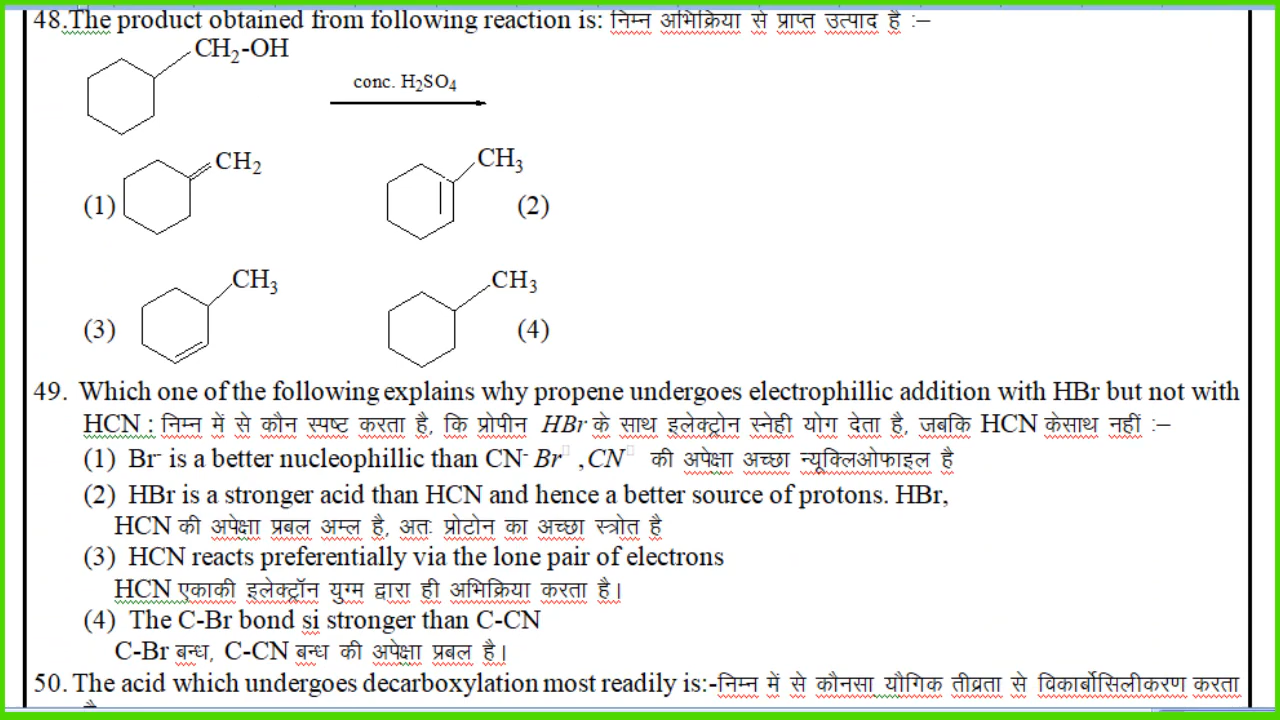 48.The product obtained from following reaction is: निम्न अभिक्रिया से प्राप्त उत्पाद है :–
CH₂-OH
conc. H₂SO₄
(1) CH₂
CH₃ (2)
(3) CH₃
CH₃ (4)
49. Which one of the following explains why propene undergoes electrophillic addition with HBr but not with
HCN : निम्न में से कौन स्पष्ट करता है, कि प्रोपीन HBr के साथ इलेक्ट्रोन स्नेही योग देता है, जबकि HCN केसाथ नहीं :–
(1) Br⁻ is a better nucleophillic than CN⁻ Br , CN की अपेक्षा अच्छा न्यूक्लिओफाइल है
(2) HBr is a stronger acid than HCN and hence a better source of protons. HBr,
HCN की अपेक्षा प्रबल अम्ल है, अतः प्रोटोन का अच्छा स्त्रोत है
(3) HCN reacts preferentially via the lone pair of electrons
HCN एकाकी इलेक्ट्रॉन युग्म द्वारा ही अभिक्रिया करता है।
(4) The C-Br bond si stronger than C-CN
C-Br बन्ध, C-CN बन्ध की अपेक्षा प्रबल है।
50. The acid which undergoes decarboxylation most readily is:-निम्न में से कौनसा यौगिक तीव्रता से विकार्बोसिलीकरण करता